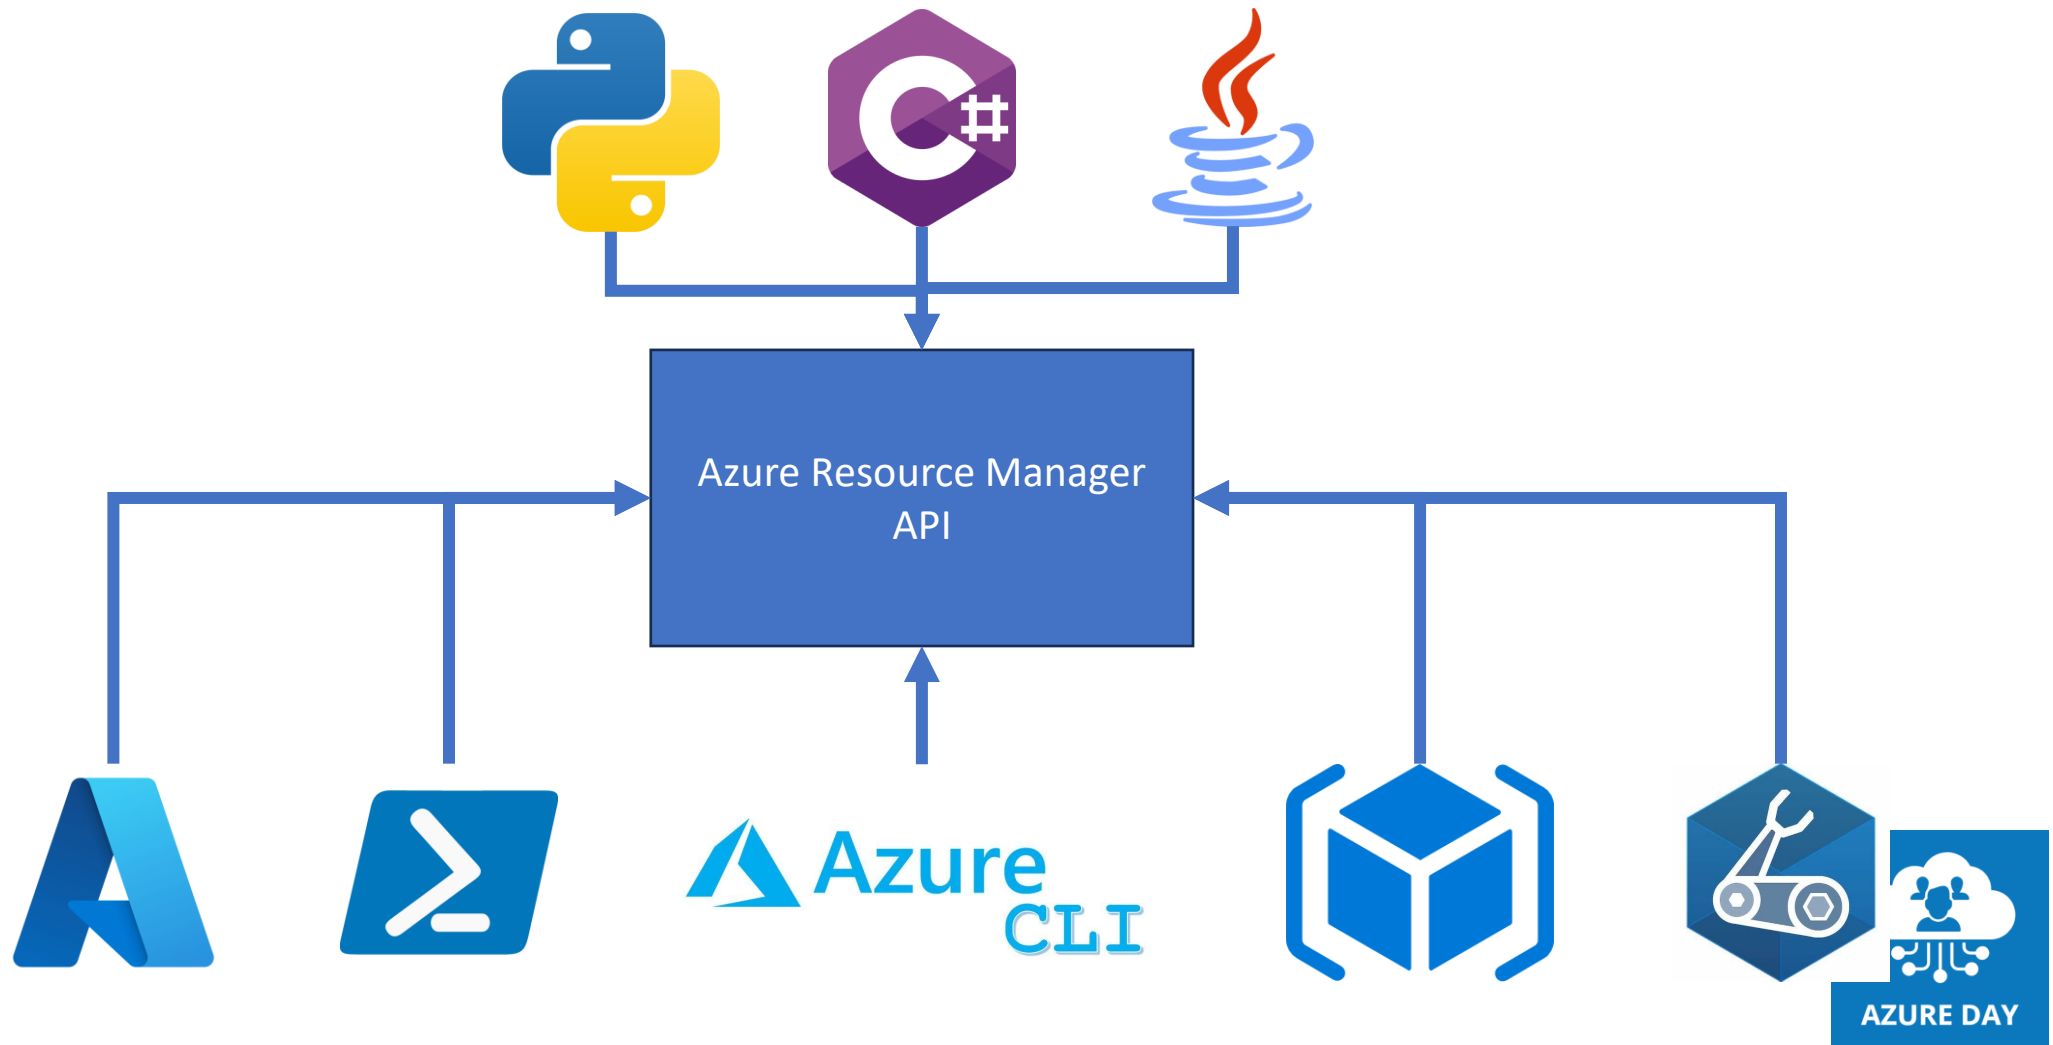 C#
Azure Resource Manager
API
Azure
CLI
AZURE DAY